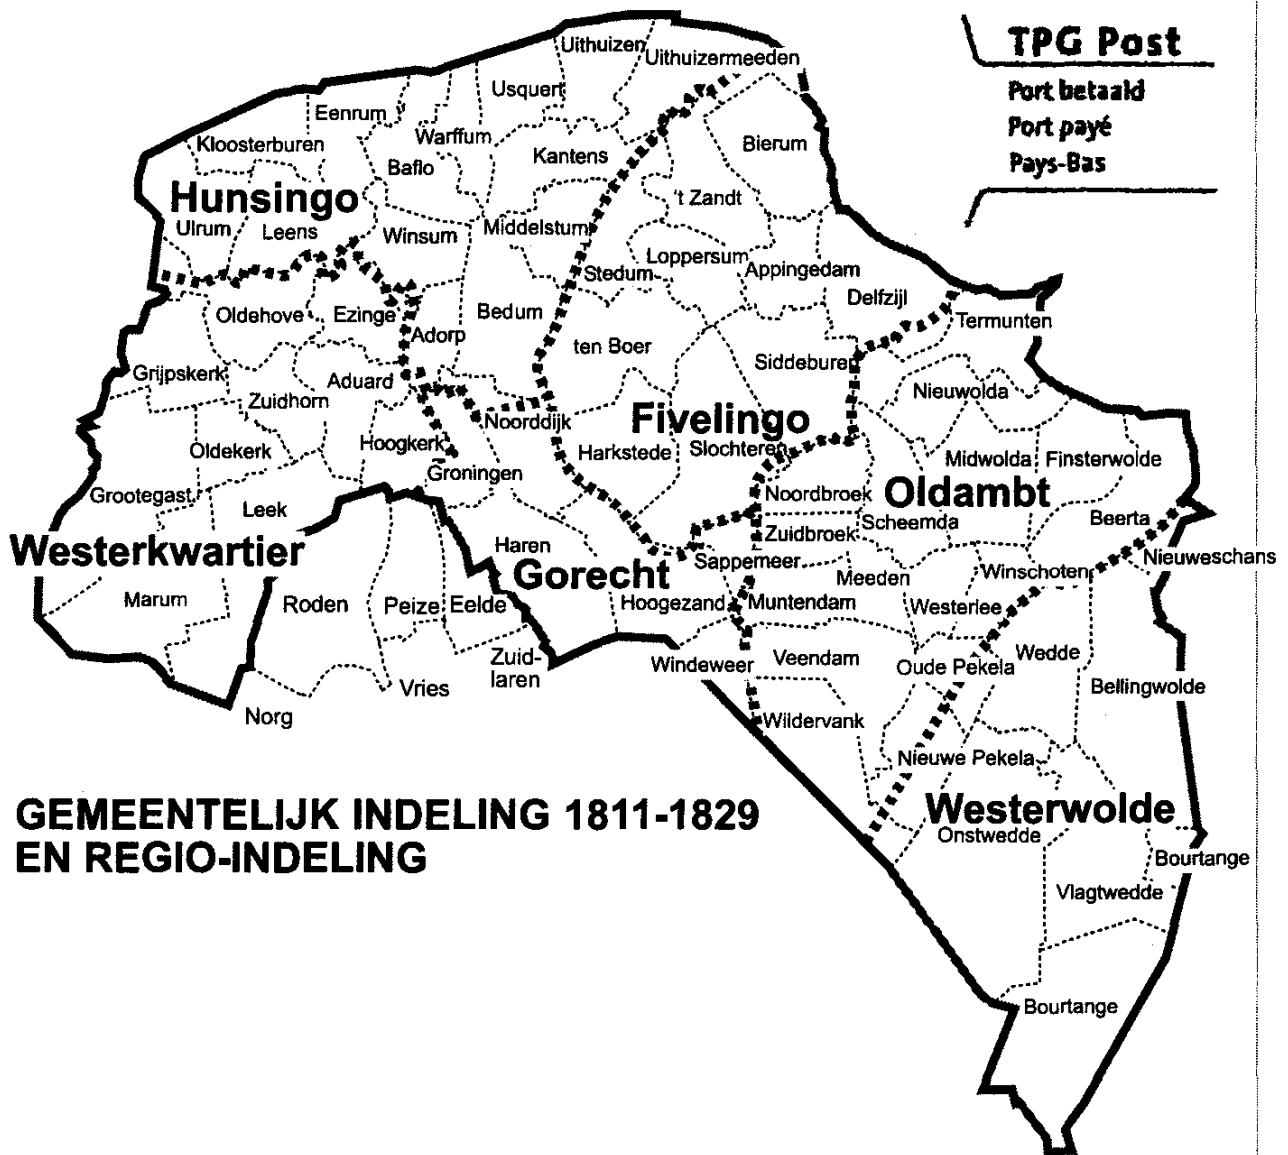 TPG Post
Port betaald
Port payé
Pays-Bas
Uithuizen
Uithuizermeeden
Usquert
Eenrum
Warffum
Kloosterburen
Kantens
Bierum
Baflo
Hunsingo
't Zandt
Ulrum
Leens
Winsum
Middelstum
Loppersum
Stedum
Appingedam
Delfzijl
Oldehove
Ezinge
Bedum
Termunten
Adorp
ten Boer
Siddeburen
Grijpskerk
Aduard
Nieuwolda
Zuidhorn
Fivelingo
Noorddijk
Hoogkerk
Slochteren
Oldekerk
Harkstede
Midwolda
Finsterwolde
Groningen
Grootegast
Noordbroek
Oldambt
Leek
Beerta
Scheemda
Zuidbroek
Westerkwartier
Haren
Nieuweschans
Sappemeer
Gorecht
Winschoten
Meeden
Marum
Roden
Peize
Eelde
Hoogezand
Muntendam
Westerlee
Zuid-
laren
Windeweer
Veendam
Oude Pekela
Wedde
Vries
Bellingwolde
Norg
Wildervank
Nieuwe Pekela
GEMEENTELIJK INDELING 1811-1829
EN REGIO-INDELING
Westerwolde
Onstwedde
Bourtange
Vlagtwedde
Bourtange